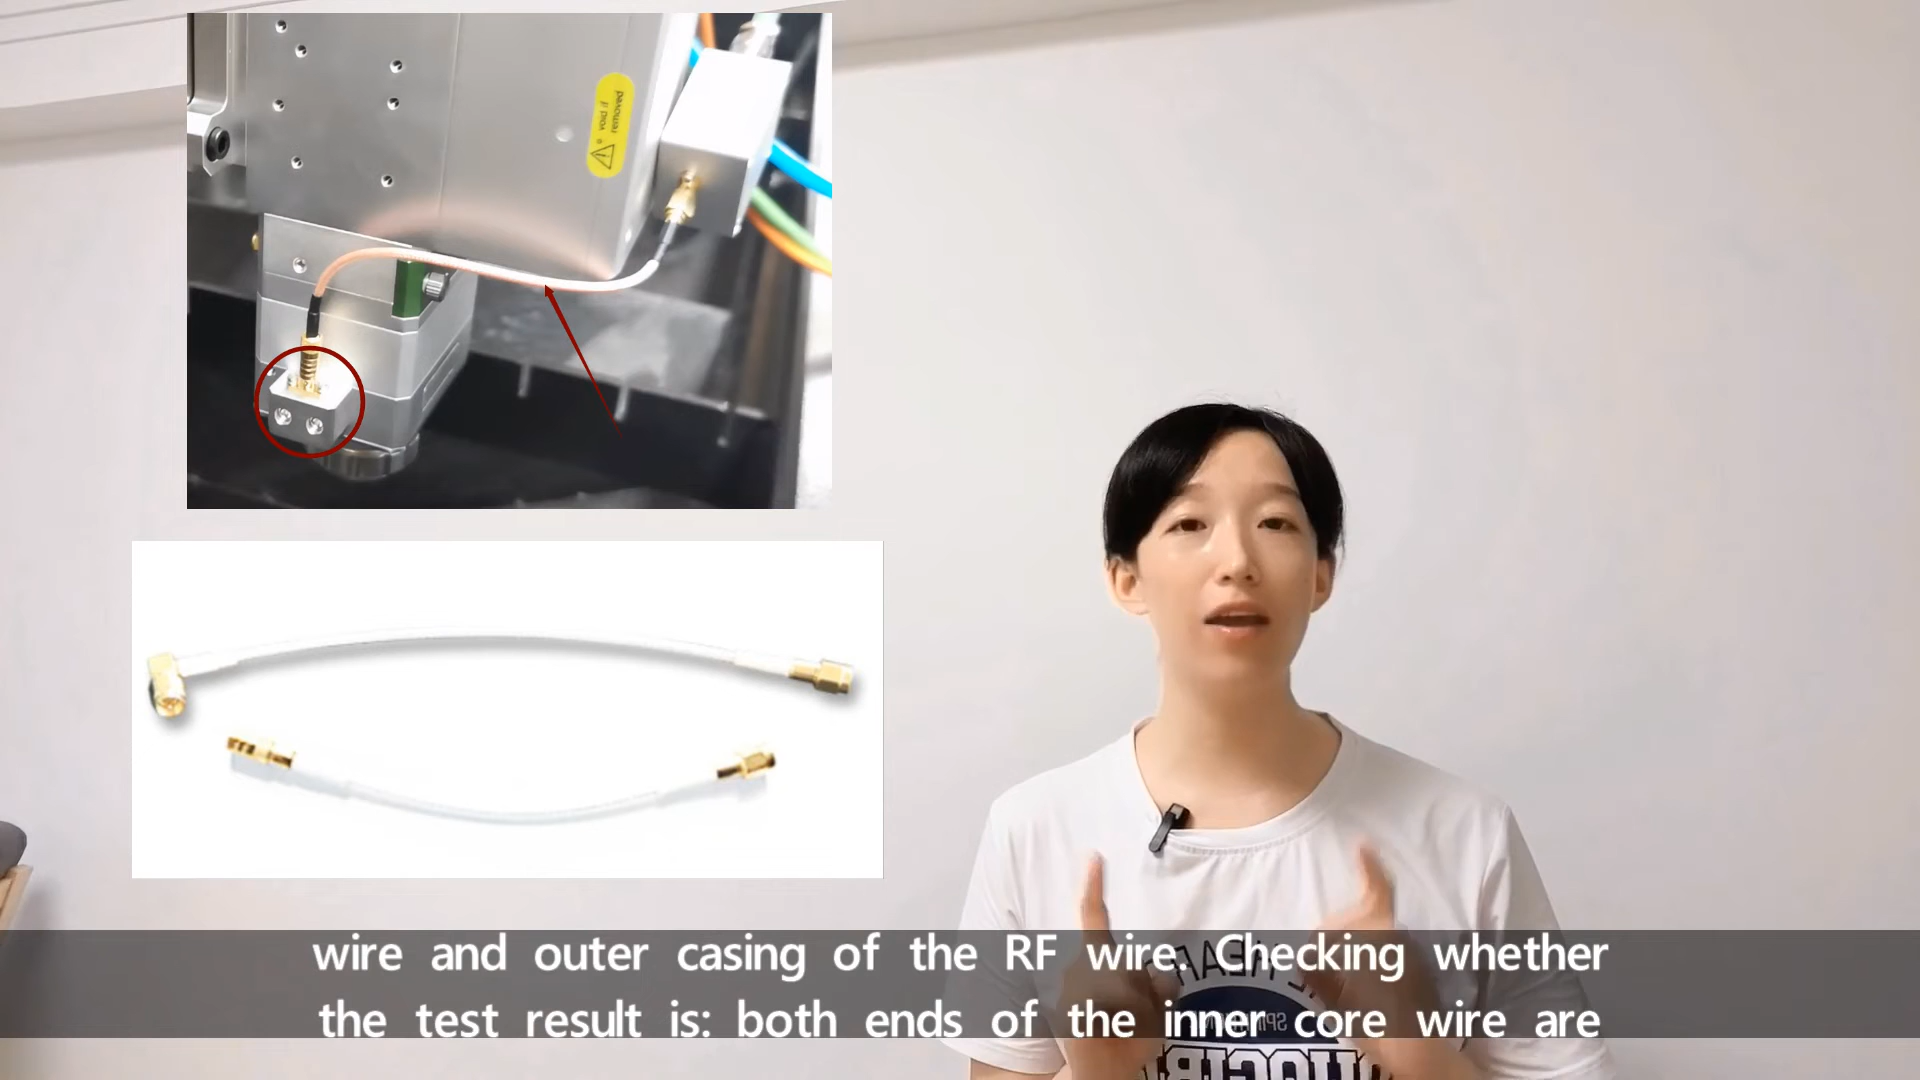 void if
removed
wire and outer casing of the RF wire. Checking whether
the test result is: both ends of the inner core wire are